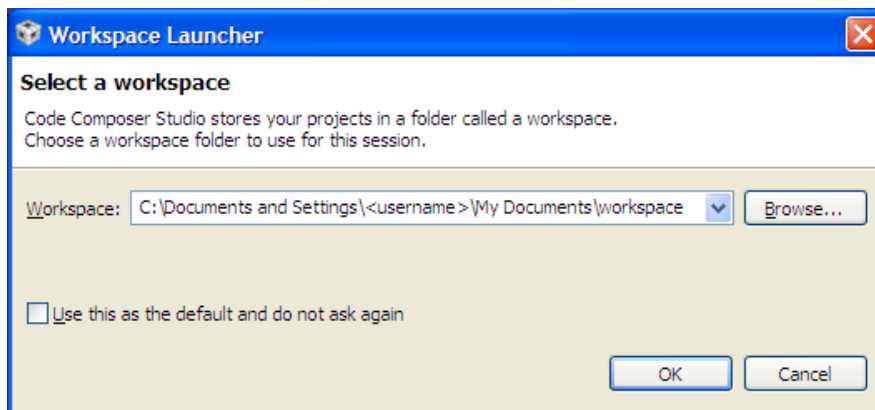 Workspace Launcher
Select a workspace
Code Composer Studio stores your projects in a folder called a workspace.
Choose a workspace folder to use for this session.
Workspace: C:\Documents and Settings\<username>\My Documents\workspace Browse...
Use this as the default and do not ask again
OK Cancel